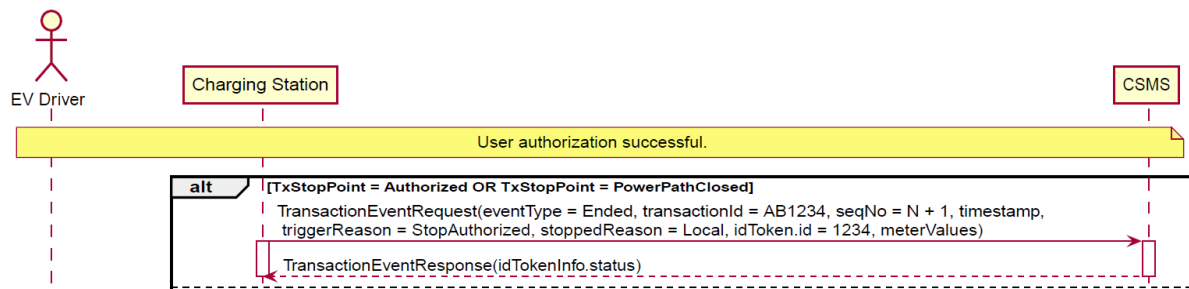 EV Driver
Charging Station
CSMS
User authorization successful.
alt
[TxStopPoint = Authorized OR TxStopPoint = PowerPathClosed]
TransactionEventRequest(eventType = Ended, transactionId = AB1234, seqNo = N + 1, timestamp,
triggerReason = StopAuthorized, stoppedReason = Local, idToken.id = 1234, meterValues)
TransactionEventResponse(idTokenInfo.status)